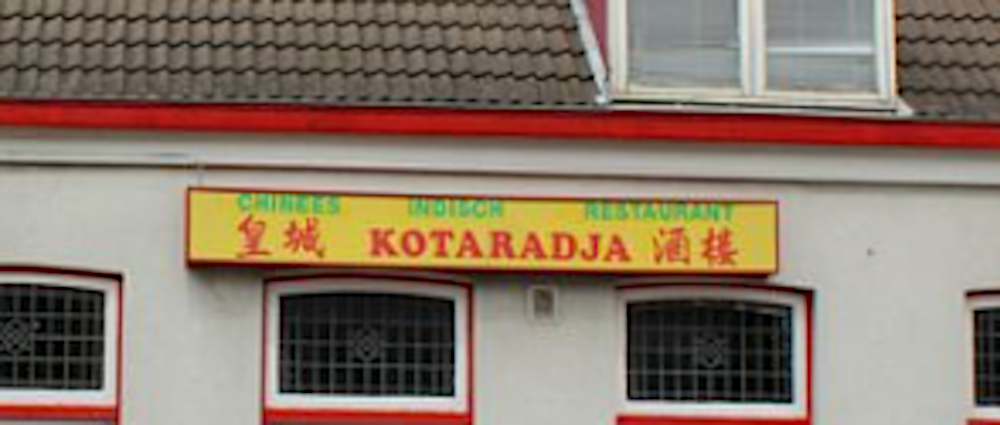 CHINEES INDISCH RESTAURANT
皇城 KOTARADJA 酒楼